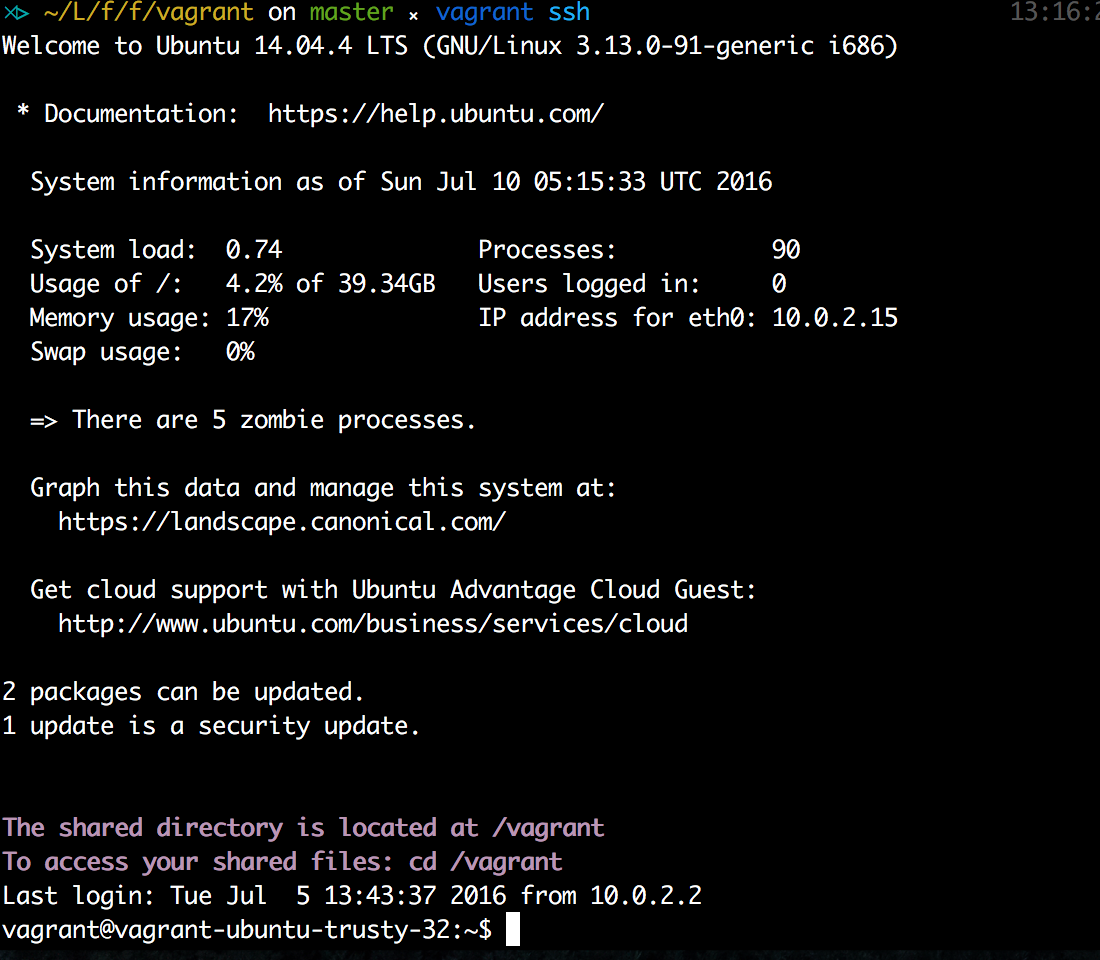 ~/L/f/f/vagrant on master × vagrant ssh 13:16:2
Welcome to Ubuntu 14.04.4 LTS (GNU/Linux 3.13.0-91-generic i686)
* Documentation:  https://help.ubuntu.com/
System information as of Sun Jul 10 05:15:33 UTC 2016
System load:  0.74              Processes:           90
Usage of /:   4.2% of 39.34GB   Users logged in:     0
Memory usage: 17%               IP address for eth0: 10.0.2.15
Swap usage:   0%
=> There are 5 zombie processes.
Graph this data and manage this system at:
https://landscape.canonical.com/
Get cloud support with Ubuntu Advantage Cloud Guest:
http://www.ubuntu.com/business/services/cloud
2 packages can be updated.
1 update is a security update.
The shared directory is located at /vagrant
To access your shared files: cd /vagrant
Last login: Tue Jul  5 13:43:37 2016 from 10.0.2.2
vagrant@vagrant-ubuntu-trusty-32:~$